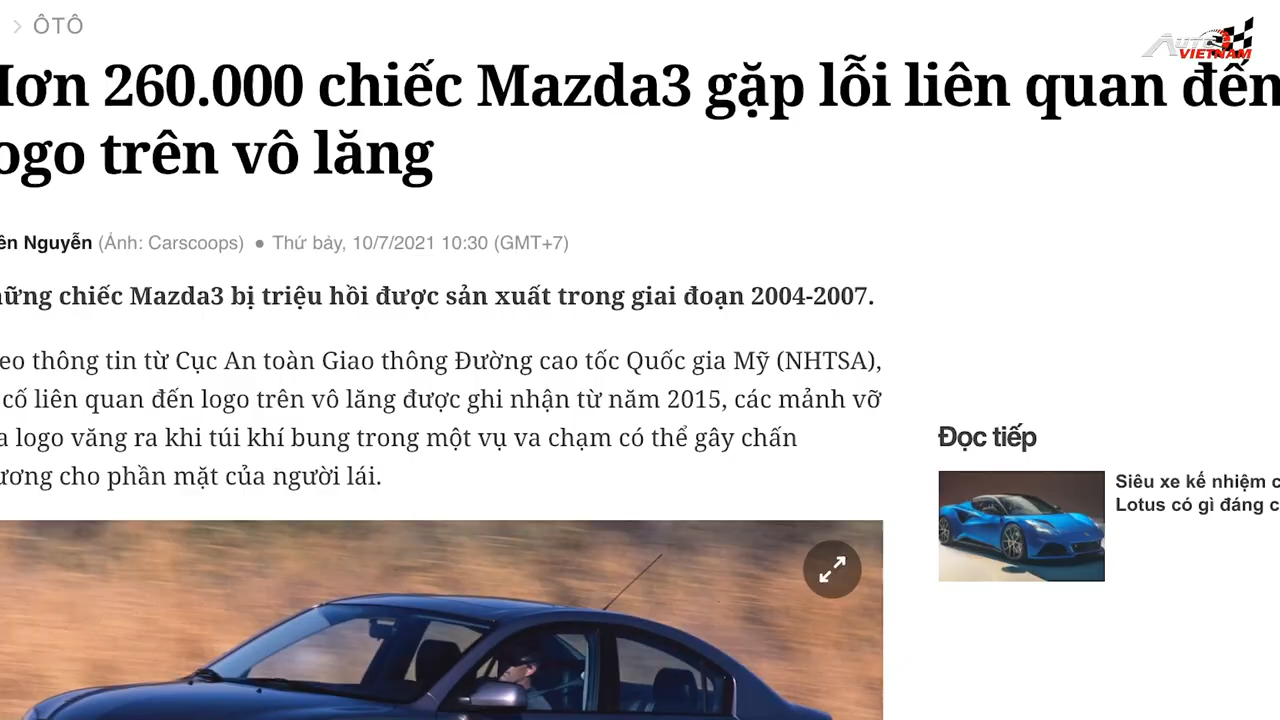 ÔTÔ
AUTO
VIETNAM
Hơn 260.000 chiếc Mazda3 gặp lỗi liên quan đến
logo trên vô lăng
ên Nguyễn (Ảnh: Carscoops) ● Thứ bảy, 10/7/2021 10:30 (GMT+7)
hững chiếc Mazda3 bị triệu hồi được sản xuất trong giai đoạn 2004-2007.
eo thông tin từ Cục An toàn Giao thông Đường cao tốc Quốc gia Mỹ (NHTSA),
cố liên quan đến logo trên vô lăng được ghi nhận từ năm 2015, các mảnh vỡ
a logo văng ra khi túi khí bung trong một vụ va chạm có thể gây chấn
ương cho phần mặt của người lái.
Đọc tiếp
Siêu xe kế nhiệm c
Lotus có gì đáng c